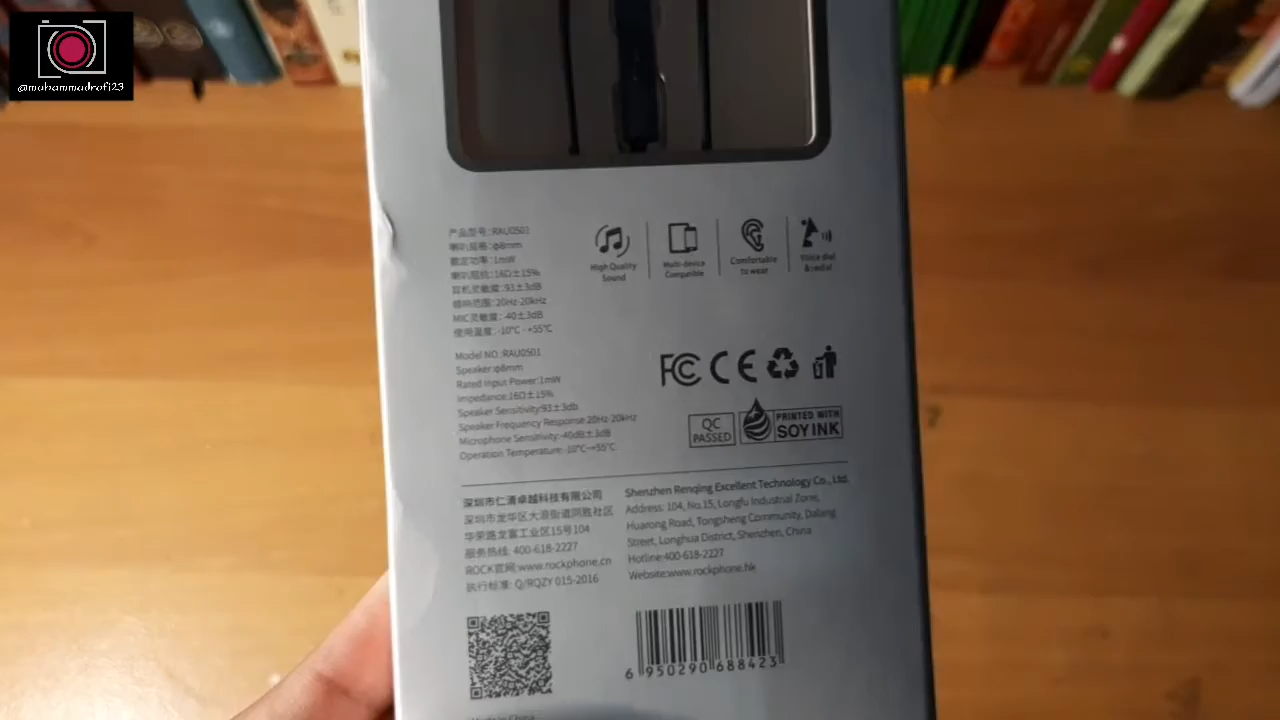 @muhammadrofi23
产品型号: RAU0501
喇叭规格: φ8mm
额定功率: 1mW
喇叭阻抗: 16Ω±15%
耳机灵敏度: 93±3dB
频响范围: 20Hz-20kHz
MIC灵敏度: -40±3dB
使用温度: -10℃ - +55℃
High Quality
Sound
Multi-device
Compatible
Comfortable
to wear
Voice dial
& redial
Model NO.:RAU0501
Speaker:φ8mm
Rated Input Power:1mW
Impedance:16Ω±15%
Speaker Sensitivity:93±3db
Speaker Frequency Response:20Hz-20kHz
Microphone Sensitivity:-40dB±3dB
Operation Temperature:-10℃~+55℃
FC CE
QC
PASSED
PRINTED WITH
SOY INK
深圳市仁清卓越科技有限公司
深圳市龙华区大浪街道同胜社区
华荣路龙富工业区15号104
服务热线: 400-618-2227
ROCK官网:www.rockphone.cn
执行标准: Q/RQZY 015-2016
Shenzhen Renqing Excellent Technology Co., Ltd.
Address: 104, No.15, Longfu Industrial Zone,
Huarong Road, Tongsheng Community, Dalang
Street, Longhua District, Shenzhen, China
Hotline:400-618-2227
Website:www.rockphone.hk
6 950290 688423
Made in China